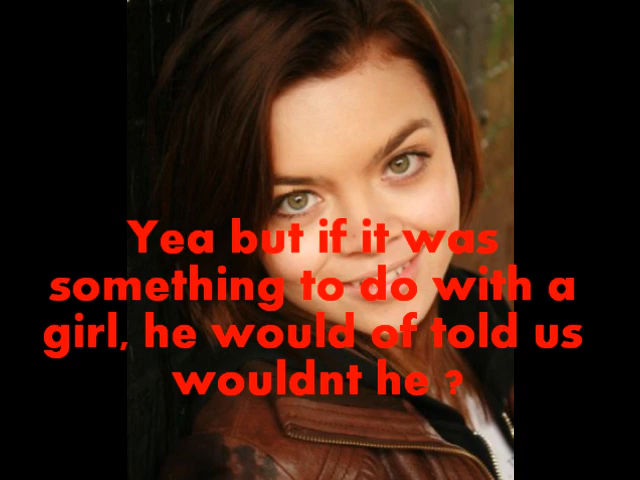 Yea but if it was
something to do with a
girl, he would of told us
wouldnt he ?